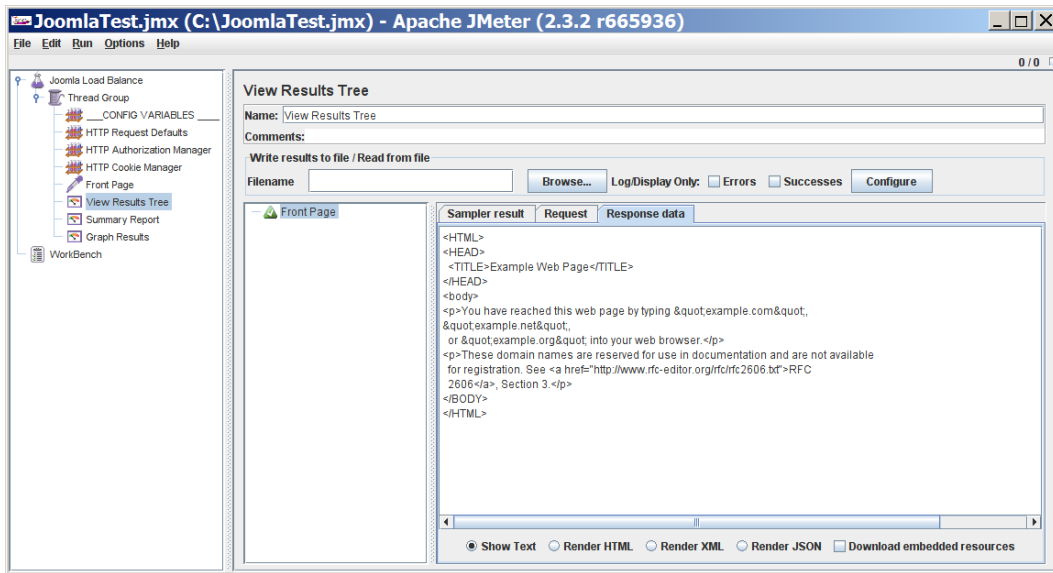 JoomlaTest.jmx (C:\JoomlaTest.jmx) - Apache JMeter (2.3.2 r665936)
File Edit Run Options Help
0 / 0
Joomla Load Balance
Thread Group
___CONFIG VARIABLES ____
HTTP Request Defaults
HTTP Authorization Manager
HTTP Cookie Manager
Front Page
View Results Tree
Summary Report
Graph Results
WorkBench
View Results Tree
Name: View Results Tree
Comments:
Write results to file / Read from file
Filename Browse... Log/Display Only: Errors Successes Configure
Front Page
Sampler result Request Response data
<HTML>
<HEAD>
<TITLE>Example Web Page</TITLE>
</HEAD>
<body>
<p>You have reached this web page by typing &quot;example.com&quot;,
&quot;example.net&quot;,
or &quot;example.org&quot; into your web browser.</p>
<p>These domain names are reserved for use in documentation and are not available
for registration. See <a href="http://www.rfc-editor.org/rfc/rfc2606.txt">RFC
2606</a>, Section 3.</p>
</BODY>
</HTML>
Show Text Render HTML Render XML Render JSON Download embedded resources